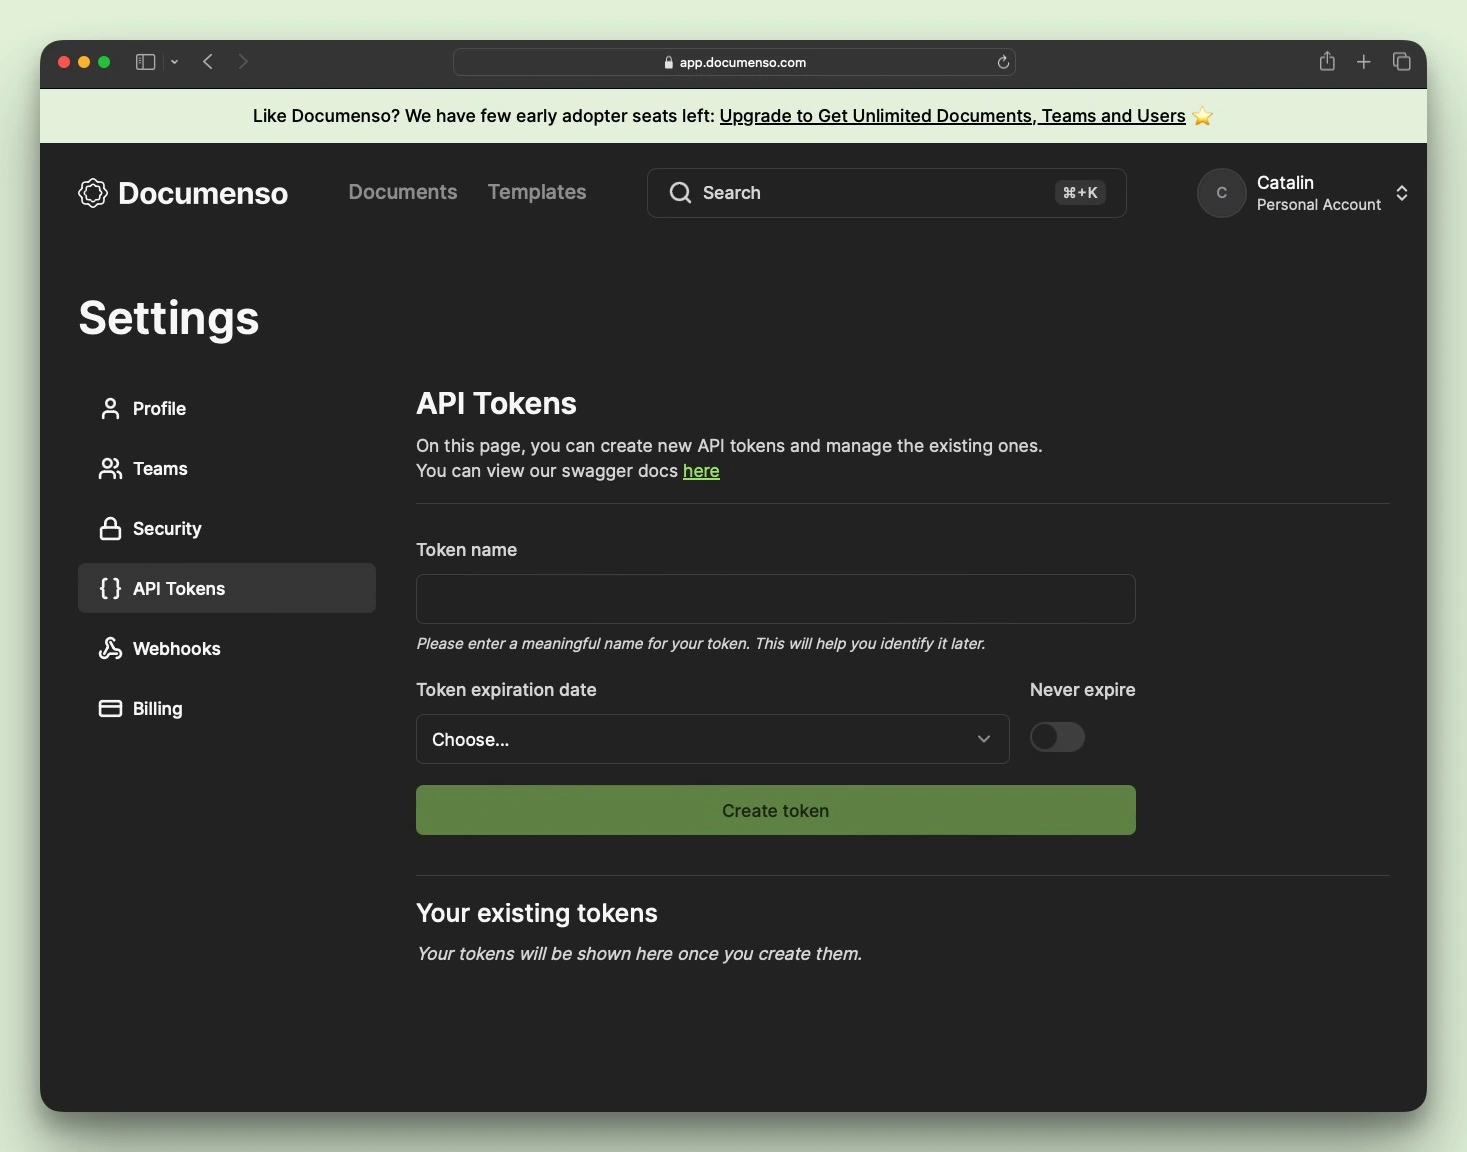 app.documenso.com
Like Documenso? We have few early adopter seats left: Upgrade to Get Unlimited Documents, Teams and Users ⭐
Documenso
Documents
Templates
Search
⌘+K
C
Catalin
Personal Account
Settings
Profile
Teams
Security
API Tokens
Webhooks
Billing
API Tokens
On this page, you can create new API tokens and manage the existing ones.
You can view our swagger docs here
Token name
Please enter a meaningful name for your token. This will help you identify it later.
Token expiration date
Never expire
Choose...
Create token
Your existing tokens
Your tokens will be shown here once you create them.